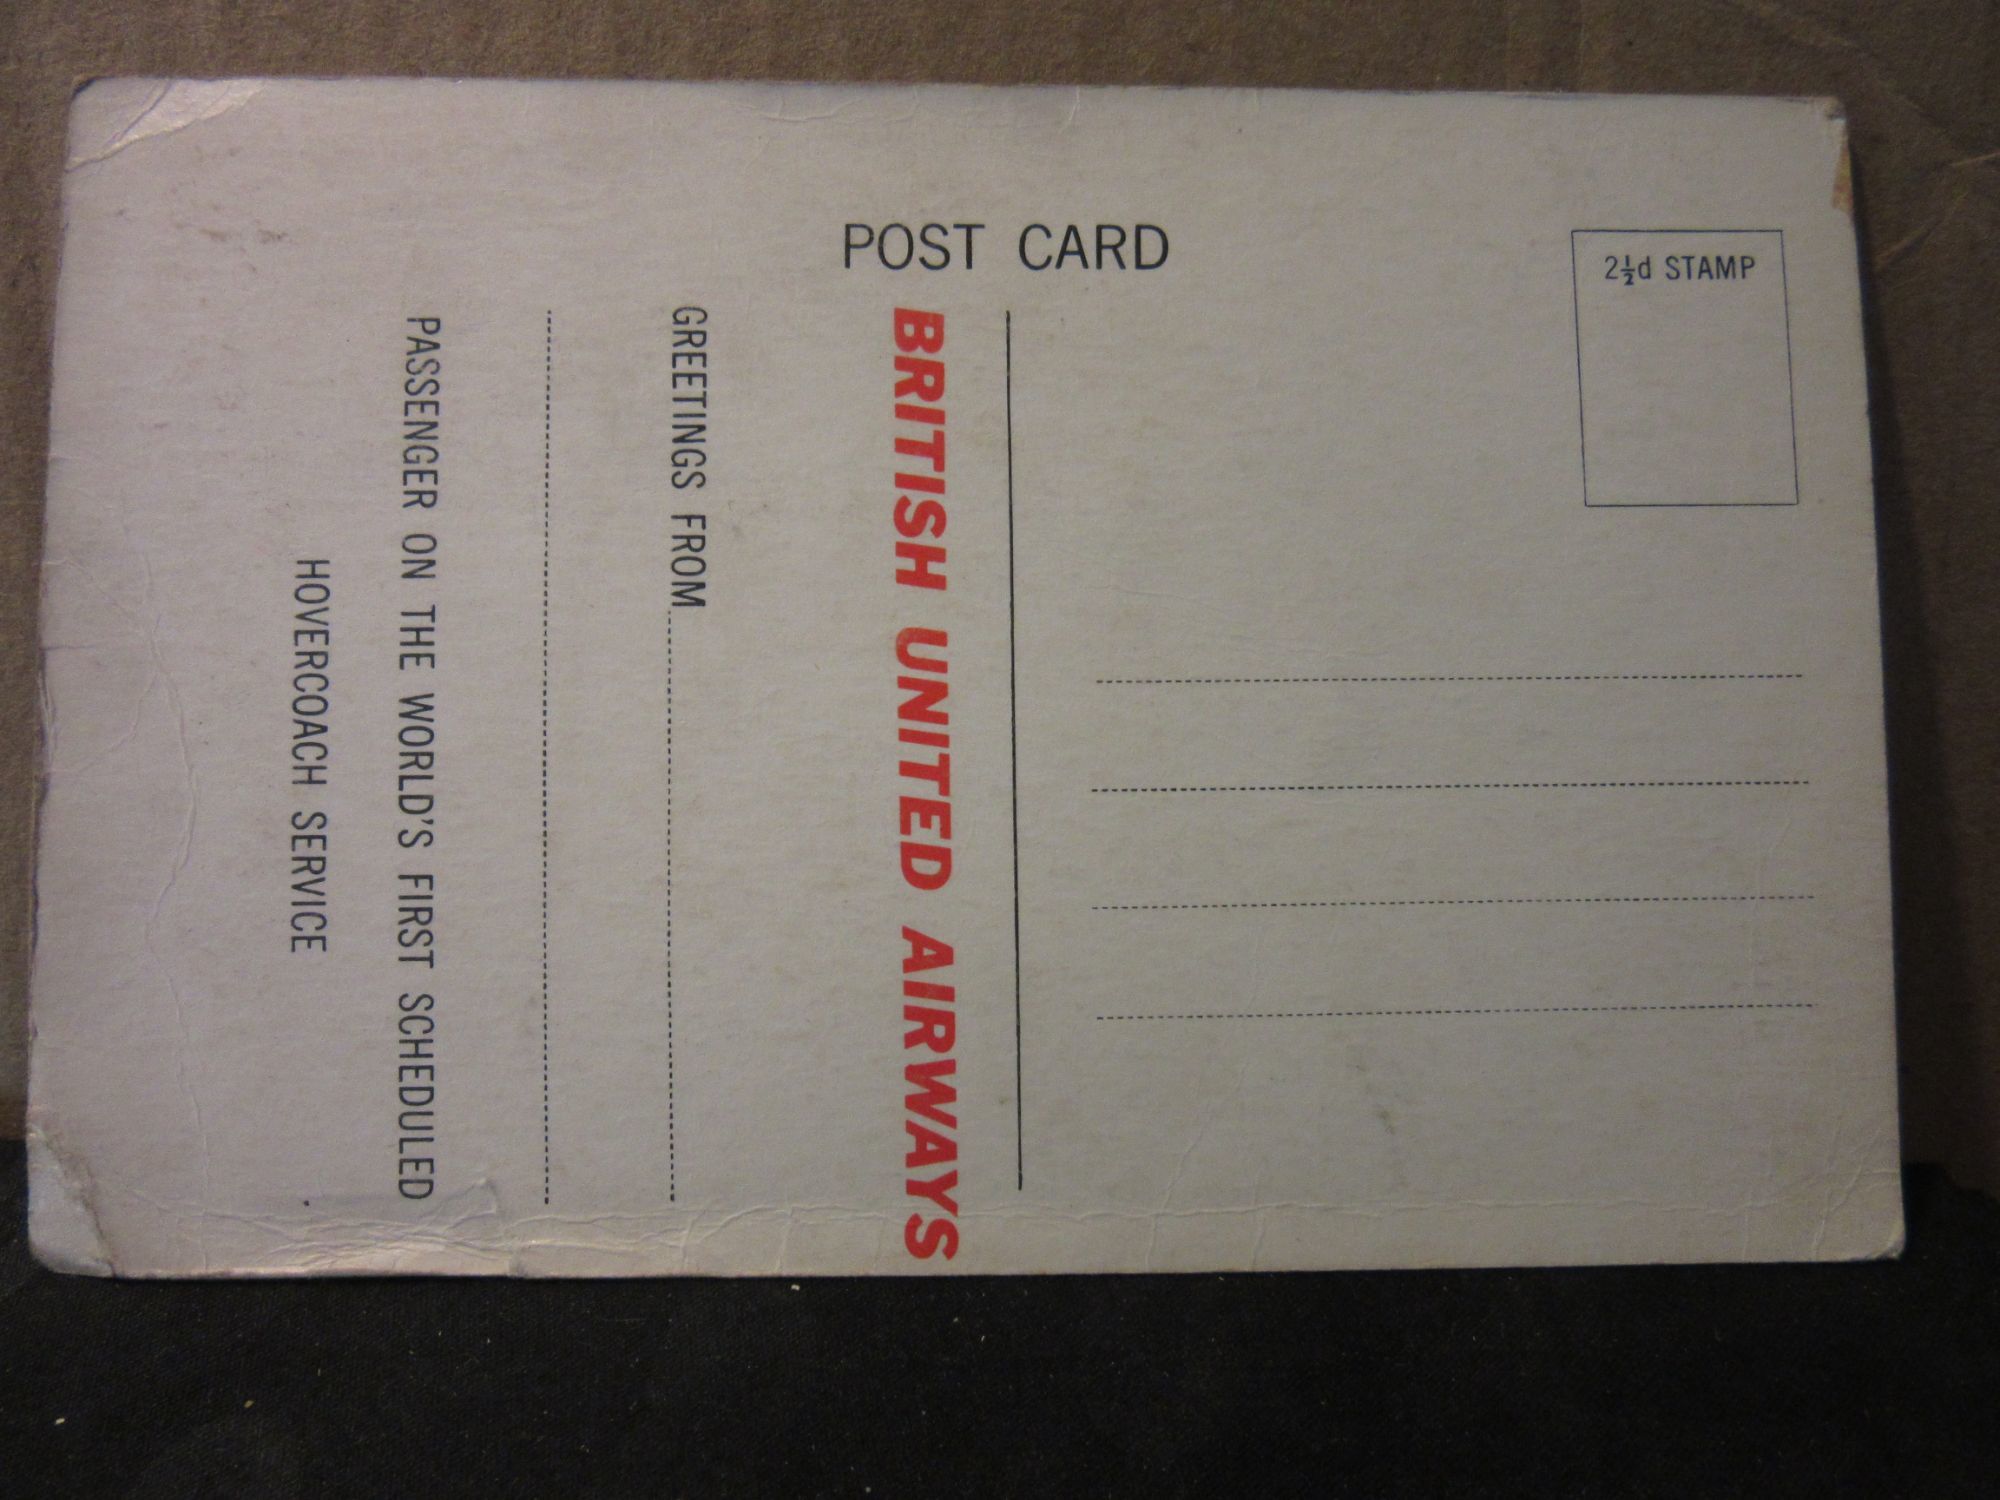 POST CARD
2½d STAMP
BRITISH UNITED AIRWAYS
GREETINGS FROM
PASSENGER ON THE WORLD'S FIRST SCHEDULED
HOVERCOACH SERVICE